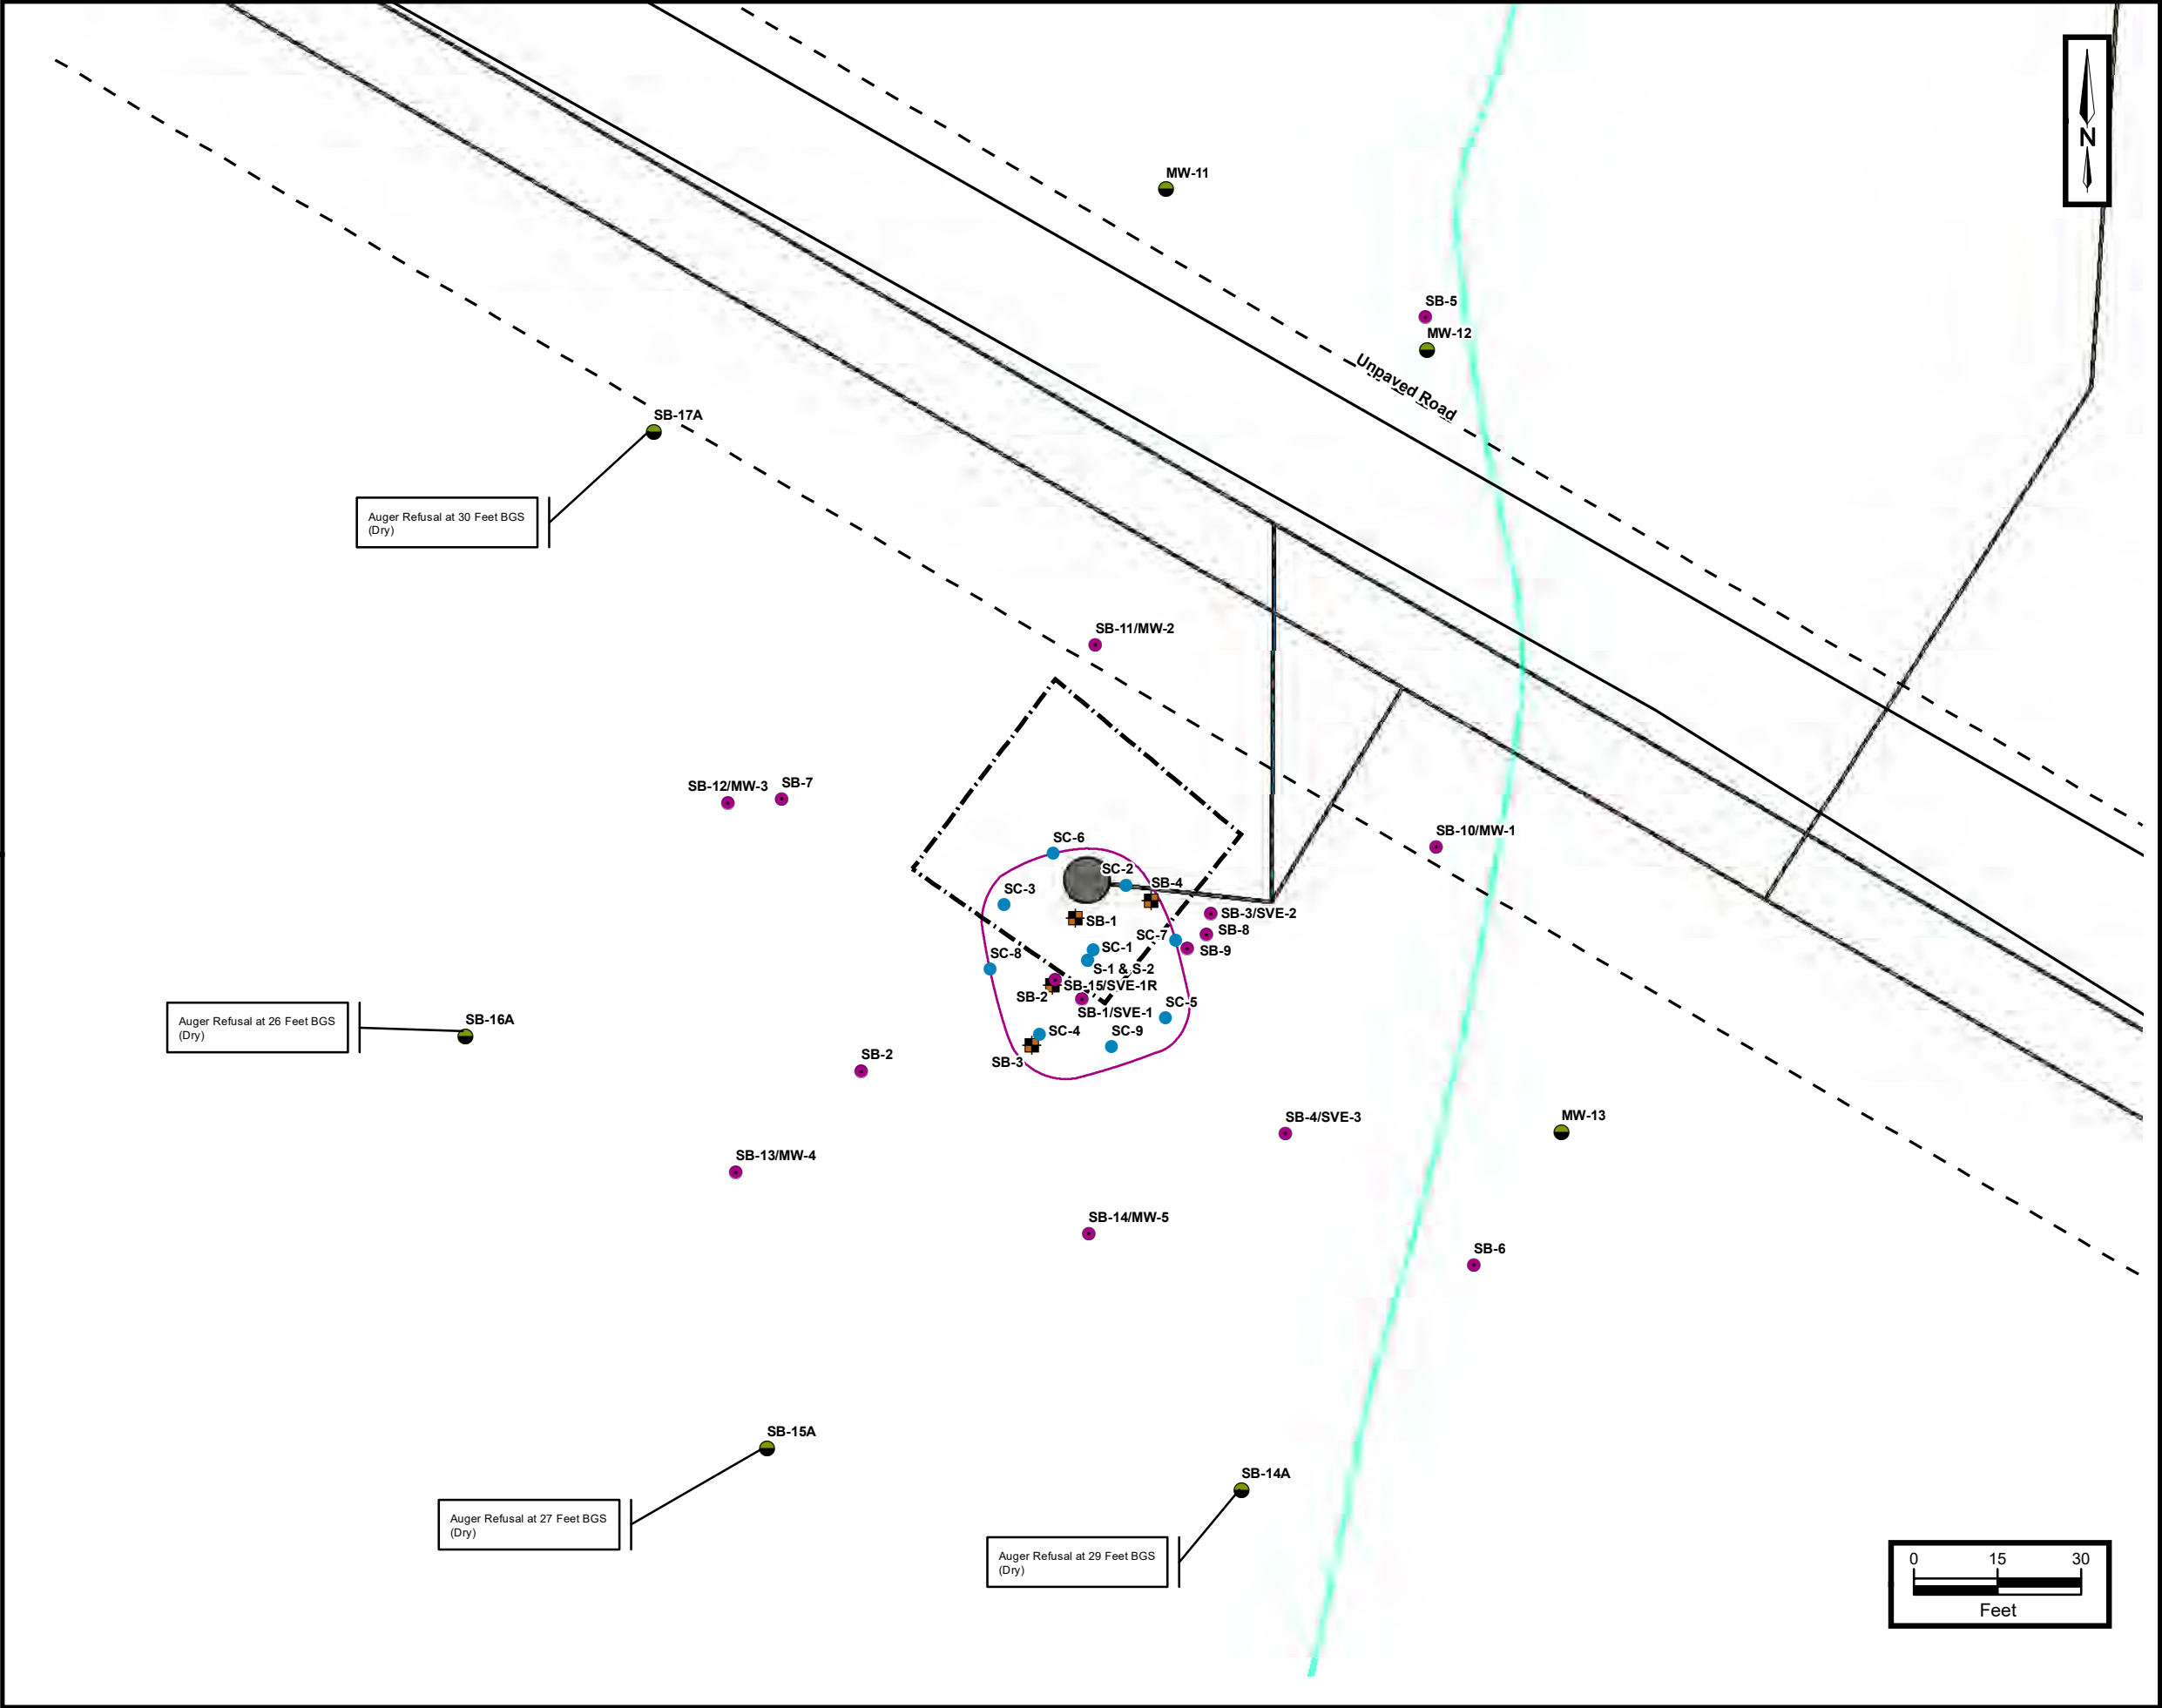 N
MW-11
SB-5
MW-12
Unpaved Road
SB-17A
Auger Refusal at 30 Feet BGS
(Dry)
SB-11/MW-2
SB-12/MW-3
SB-7
SB-10/MW-1
SC-6
SC-2
SB-4
SC-3
SB-3/SVE-2
SB-1
SB-8
SC-7
SB-9
SC-1
SC-8
S-1 & S-2
SB-15/SVE-1R
SB-2
SC-5
SB-1/SVE-1
Auger Refusal at 26 Feet BGS
(Dry)
SB-16A
SC-4
SC-9
SB-3
SB-2
SB-4/SVE-3
MW-13
SB-13/MW-4
SB-14/MW-5
SB-6
SB-15A
Auger Refusal at 27 Feet BGS
(Dry)
SB-14A
Auger Refusal at 29 Feet BGS
(Dry)
0 15 30
Feet